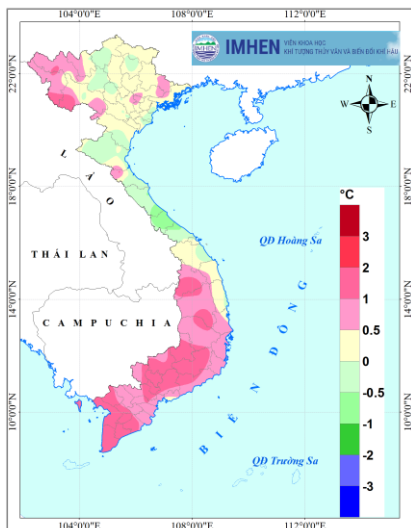 104°0'0"E 108°0'0"E 112°0'0"E
IMHEN
VIỆN KHOA HỌC
KHÍ TƯỢNG THỦY VĂN VÀ BIẾN ĐỔI KHÍ HẬU
22°0'0"N
22°0'0"N
N
W E
S
LÀO
18°0'0"N
18°0'0"N
°C
3
2
1
0.5
0
-0.5
-1
-2
-3
QĐ Hoàng Sa
THÁI LAN
14°0'0"N
14°0'0"N
CAMPUCHIA
BIỂN ĐÔNG
10°0'0"N
10°0'0"N
QĐ Trường Sa
104°0'0"E 108°0'0"E 112°0'0"E